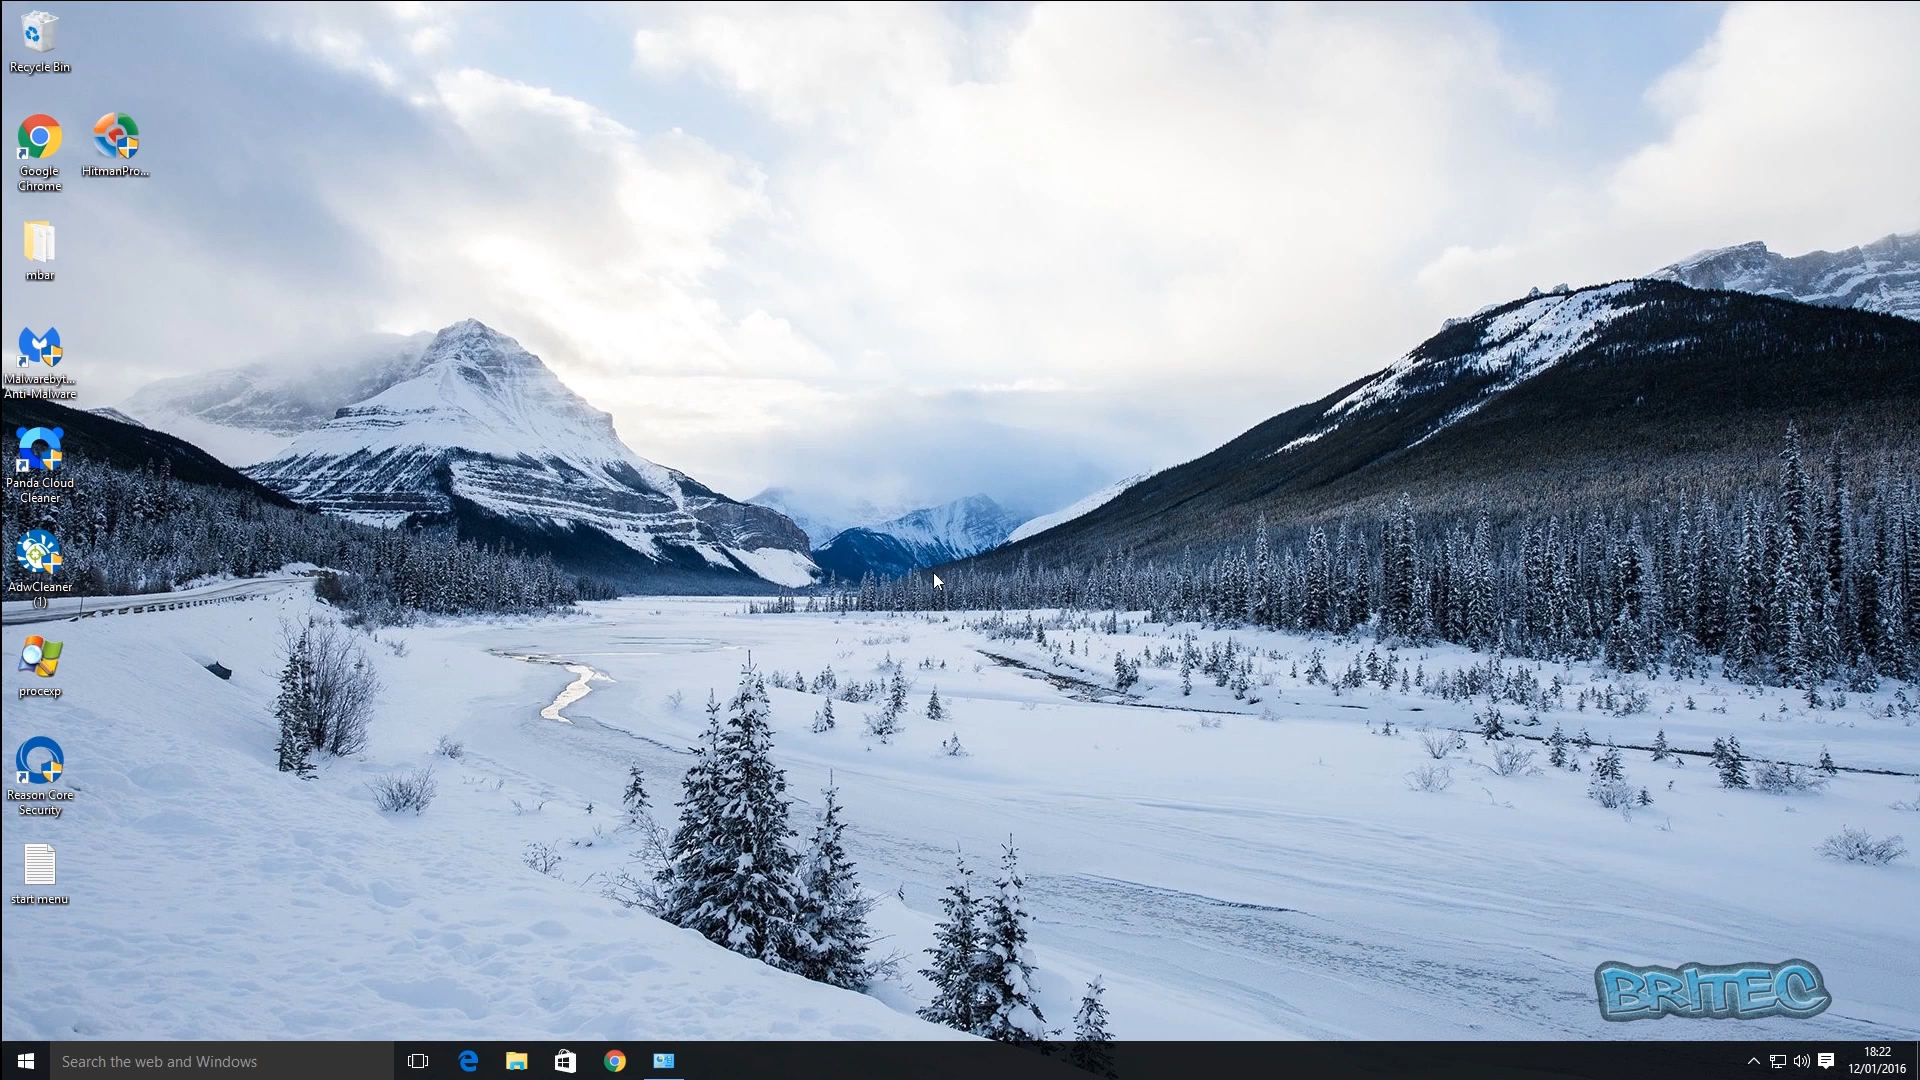 Recycle Bin
Google
Chrome
HitmanPro...
mbar
Malwarebyt...
Anti-Malware
Panda Cloud
Cleaner
AdwCleaner
(1)
procexp
Reason Core
Security
start menu
BRITEC
Search the web and Windows
18:22
12/01/2016